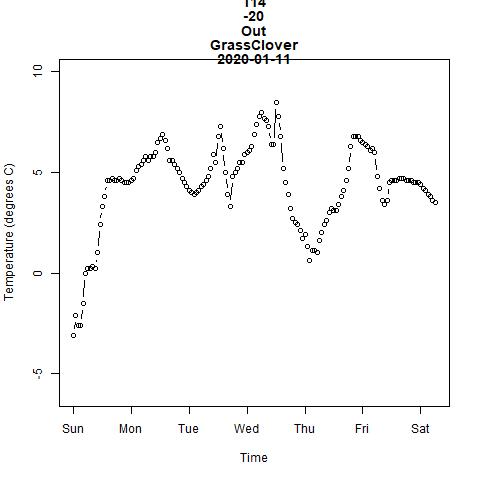 114
-20
Out
GrassClover
2020-01-11
Temperature (degrees C)
10
5
0
-5
Sun Mon Tue Wed Thu Fri Sat
Time